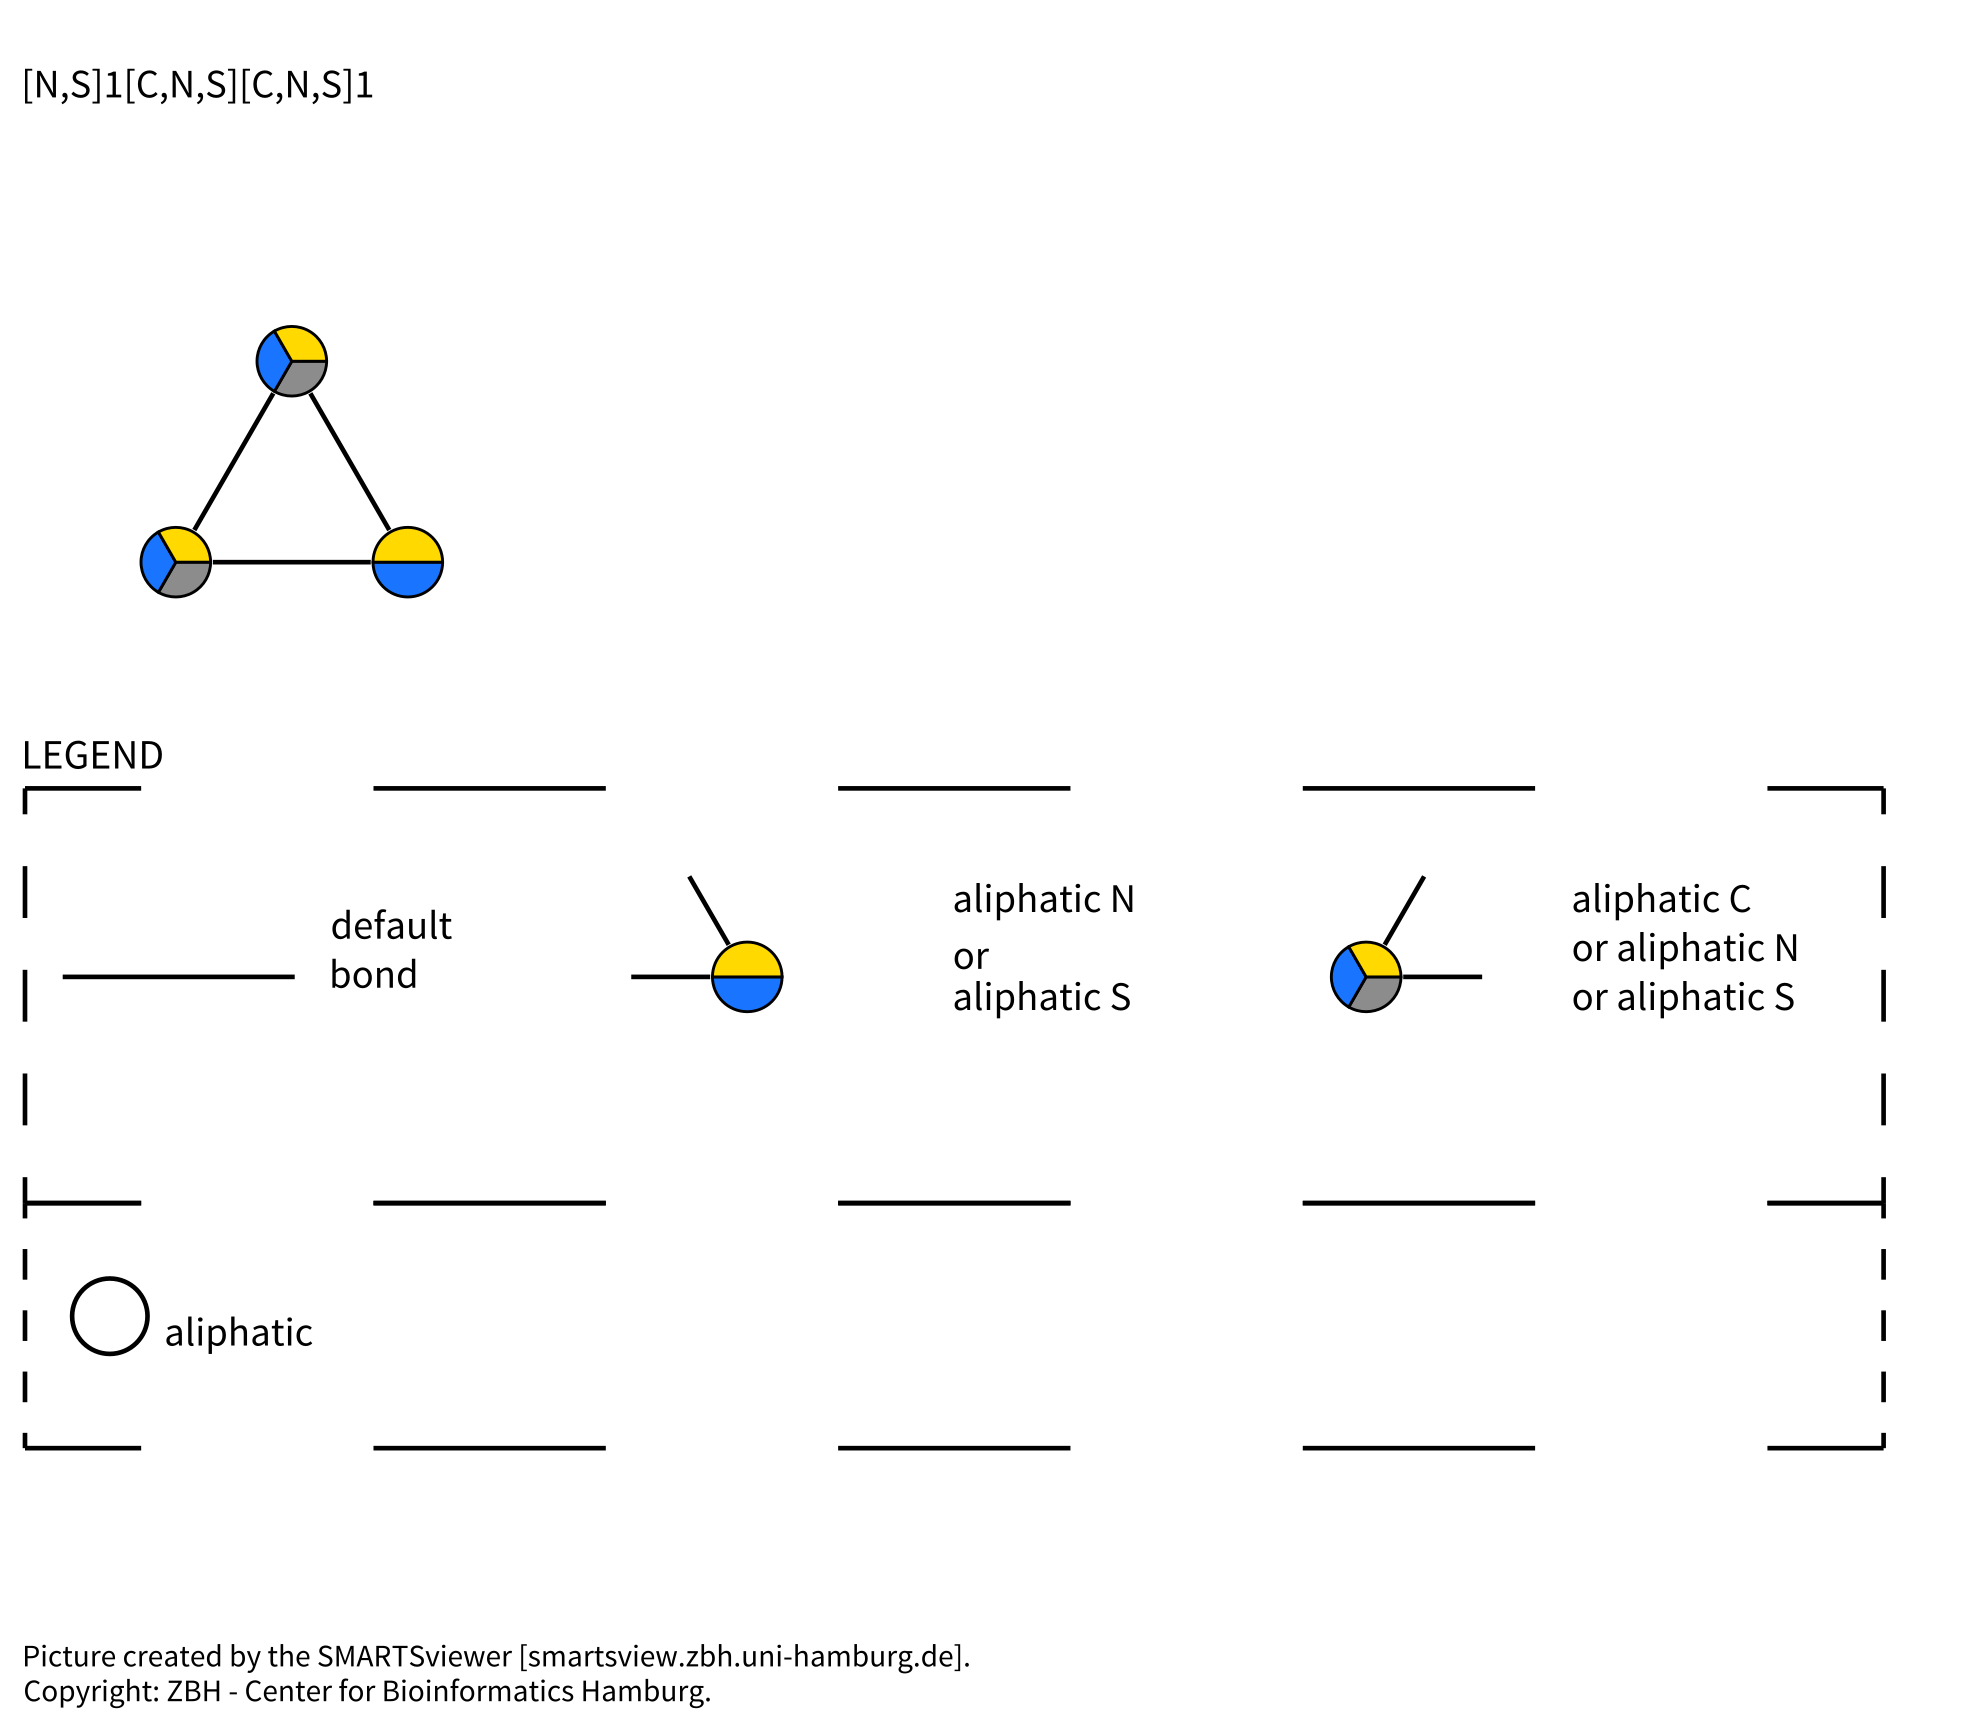 [N,S]1[C,N,S][C,N,S]1
LEGEND
default
bond
aliphatic N
or
aliphatic S
aliphatic C
or aliphatic N
or aliphatic S
aliphatic
Picture created by the SMARTSviewer [smartsview.zbh.uni-hamburg.de].
Copyright: ZBH - Center for Bioinformatics Hamburg.